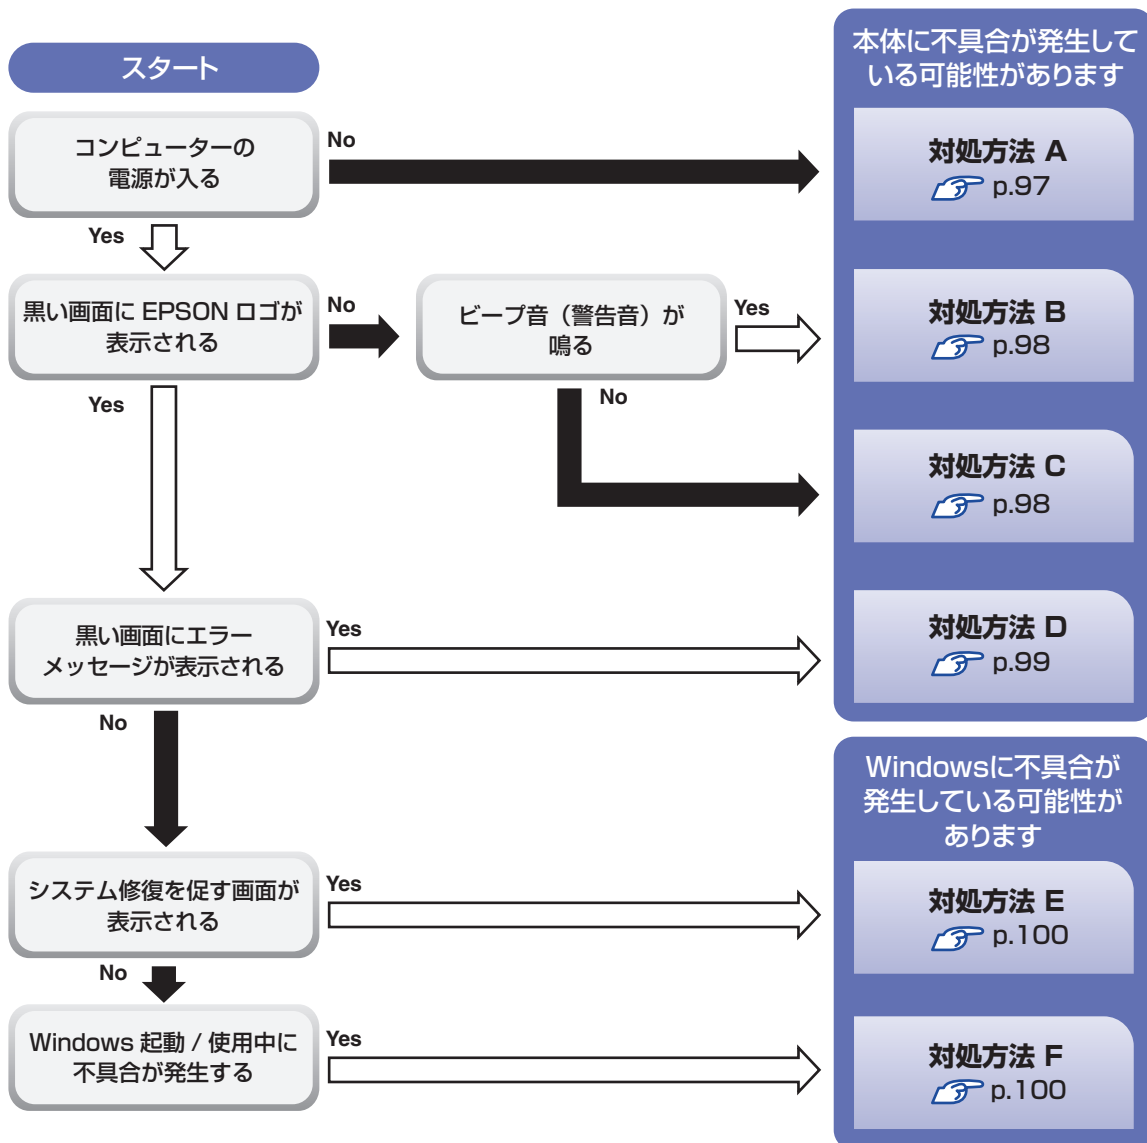 スタート
コンピューターの
電源が入る
No
Yes
黒い画面に EPSON ロゴが
表示される
No
ビープ音（警告音）が
鳴る
Yes
No
Yes
黒い画面にエラー
メッセージが表示される
Yes
No
システム修復を促す画面が
表示される
Yes
No
Windows 起動 / 使用中に
不具合が発生する
Yes
本体に不具合が発生して
いる可能性があります
対処方法 A
p.97
対処方法 B
p.98
対処方法 C
p.98
対処方法 D
p.99
Windowsに不具合が
発生している可能性が
あります
対処方法 E
p.100
対処方法 F
p.100